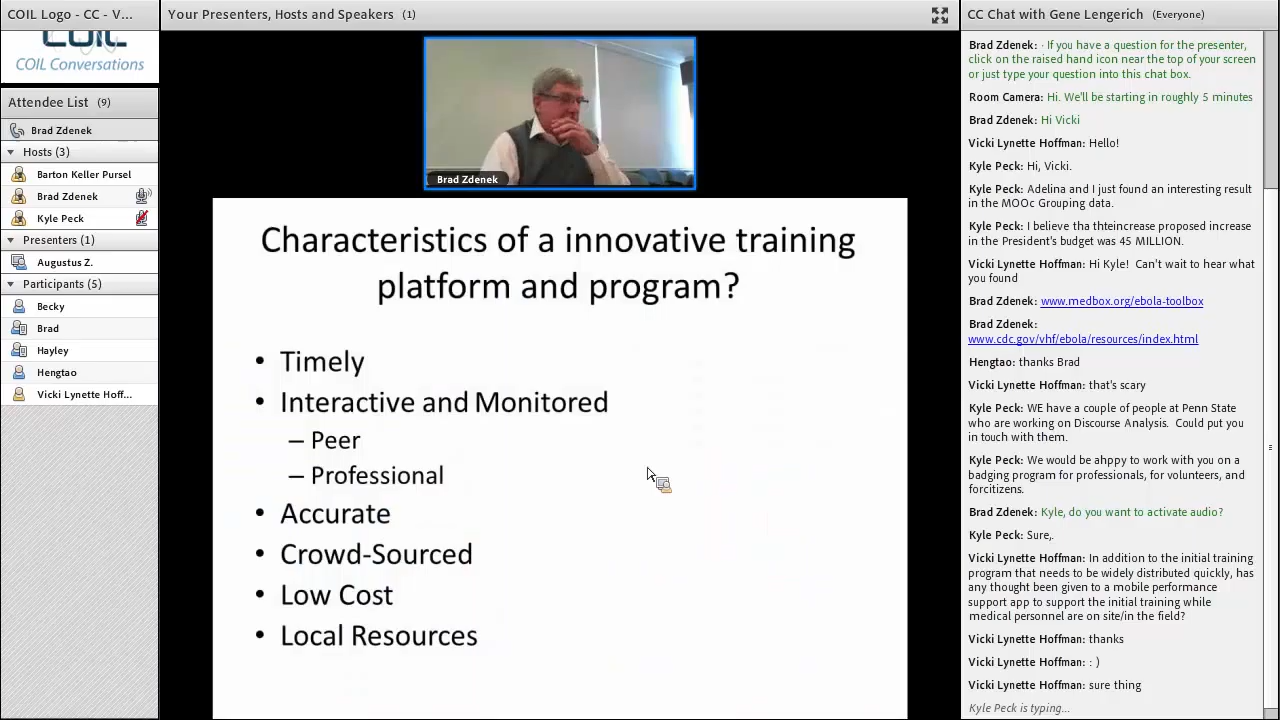 COIL Logo - CC - V...
COIL
COIL Conversations
Attendee List (9)
Brad Zdenek
Hosts (3)
Barton Keller Pursel
Brad Zdenek
Kyle Peck
Presenters (1)
Augustus Z.
Participants (5)
Becky
Brad
Hayley
Hengtao
Vicki Lynette Hoff...
Your Presenters, Hosts and Speakers (1)
Brad Zdenek
Characteristics of a innovative training
platform and program?
• Timely
• Interactive and Monitored
– Peer
– Professional
• Accurate
• Crowd-Sourced
• Low Cost
• Local Resources
CC Chat with Gene Lengerich (Everyone)
Brad Zdenek: · If you have a question for the presenter,
click on the raised hand icon near the top of your screen
or just type your question into this chat box.
Room Camera: Hi. We'll be starting in roughly 5 minutes
Brad Zdenek: Hi Vicki
Vicki Lynette Hoffman: Hello!
Kyle Peck: Hi, Vicki.
Kyle Peck: Adelina and I just found an interesting result
in the MOOc Grouping data.
Kyle Peck: I believe tha thteincrease proposed increase
in the President's budget was 45 MILLION.
Vicki Lynette Hoffman: Hi Kyle! Can't wait to hear what
you found
Brad Zdenek: www.medbox.org/ebola-toolbox
Brad Zdenek:
www.cdc.gov/vhf/ebola/resources/index.html
Hengtao: thanks Brad
Vicki Lynette Hoffman: that's scary
Kyle Peck: WE have a couple of people at Penn State
who are working on Discourse Analysis. Could put you
in touch with them.
Kyle Peck: We would be ahppy to work with you on a
badging program for professionals, for volunteers, and
forcitizens.
Brad Zdenek: Kyle, do you want to activate audio?
Kyle Peck: Sure,.
Vicki Lynette Hoffman: In addition to the initial training
program that needs to be widely distributed quickly, has
any thought been given to a mobile performance
support app to support the initial training while
medical personnel are on site/in the field?
Vicki Lynette Hoffman: thanks
Vicki Lynette Hoffman: : )
Vicki Lynette Hoffman: sure thing
Kyle Peck is typing...